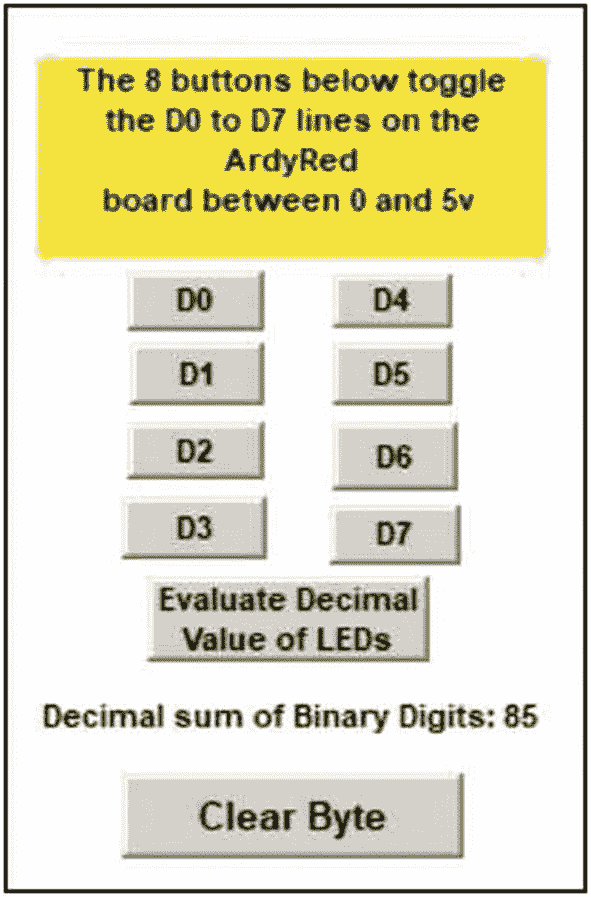 The 8 buttons below toggle
the D0 to D7 lines on the
ArdyRed
board between 0 and 5v
D0
D4
D1
D5
D2
D6
D3
D7
Evaluate Decimal
Value of LEDs
Decimal sum of Binary Digits: 85
Clear Byte